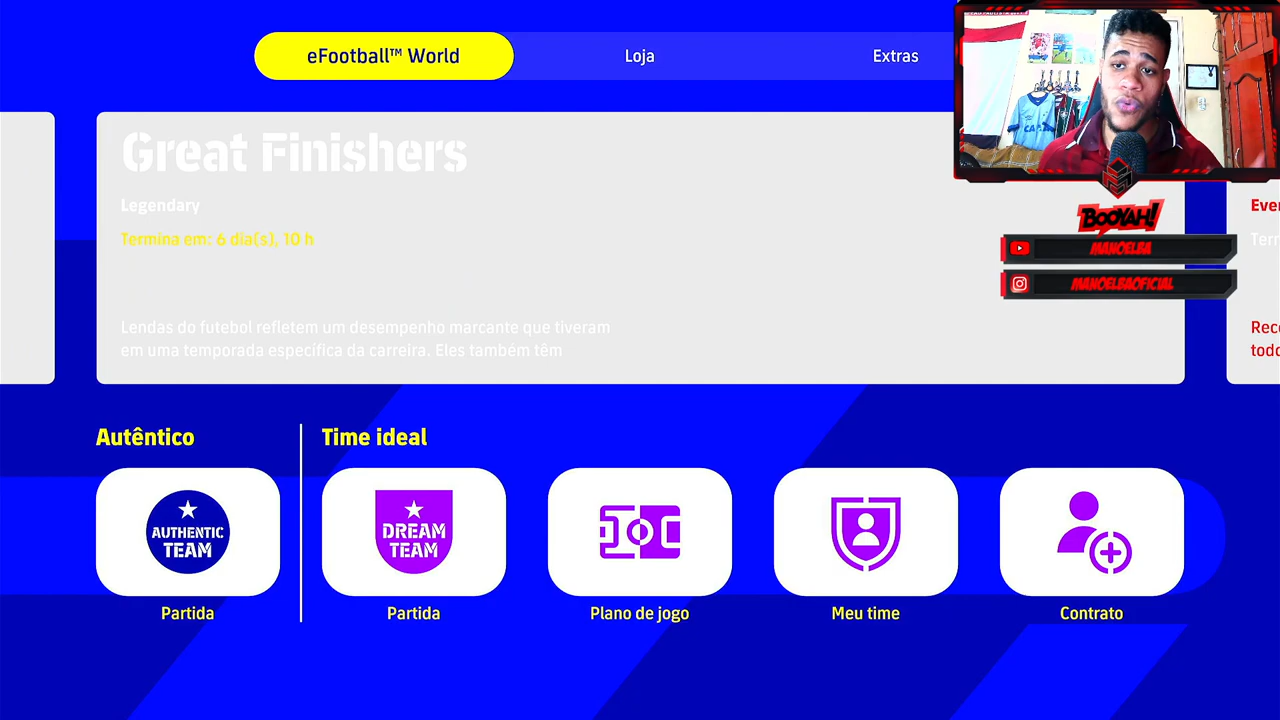 eFootball™ World
Loja
Extras
Great Finishers
Legendary
Termina em: 6 dia(s), 10 h
Lendas do futebol refletem um desempenho marcante que tiveram
em uma temporada específica da carreira. Eles também têm
BOOYAH!
MANOELBA
MANOELBAOFICIAL
Autêntico
Time ideal
AUTHENTIC
TEAM
DREAM
TEAM
Partida
Partida
Plano de jogo
Meu time
Contrato